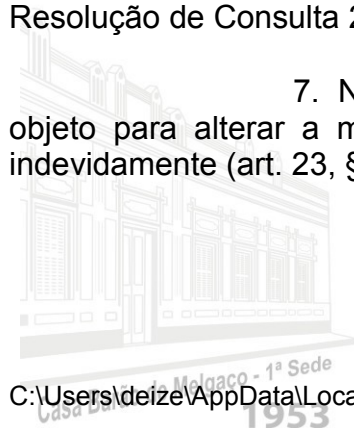 Resolução de Consulta 2
7. N
objeto para alterar a m
indevidamente (art. 23, §
C:\Users\deize\AppData\Loca
Casa Barão de Melgaço - 1ª Sede
1953